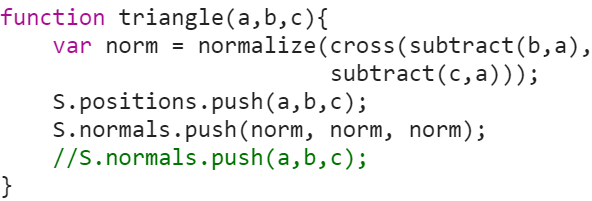 function triangle(a,b,c){
    var norm = normalize(cross(subtract(b,a),
                         subtract(c,a)));
    S.positions.push(a,b,c);
    S.normals.push(norm, norm, norm);
    //S.normals.push(a,b,c);
}